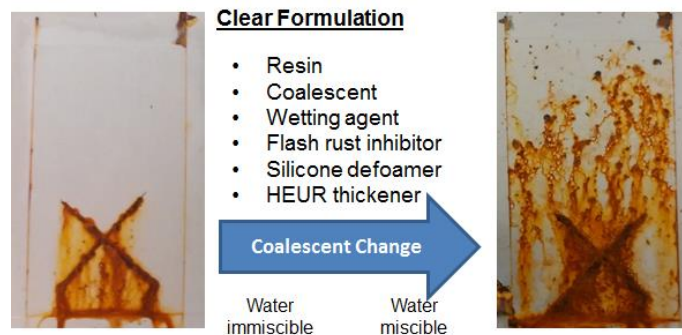 Clear Formulation
• Resin
• Coalescent
• Wetting agent
• Flash rust inhibitor
• Silicone defoamer
• HEUR thickener
Coalescent Change
Water immiscible
Water miscible